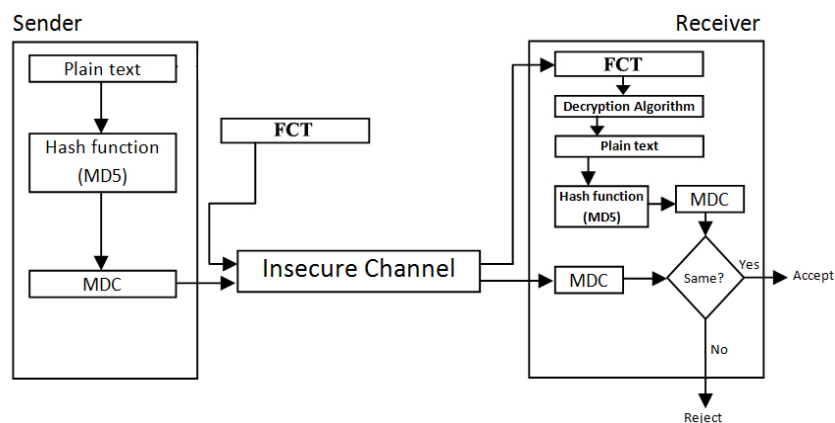 Sender
Receiver
Plain text
Hash function
(MD5)
MDC
FCT
Insecure Channel
FCT
Decryption Algorithm
Plain text
Hash function
(MD5)
MDC
MDC
Same?
Yes
Accept
No
Reject